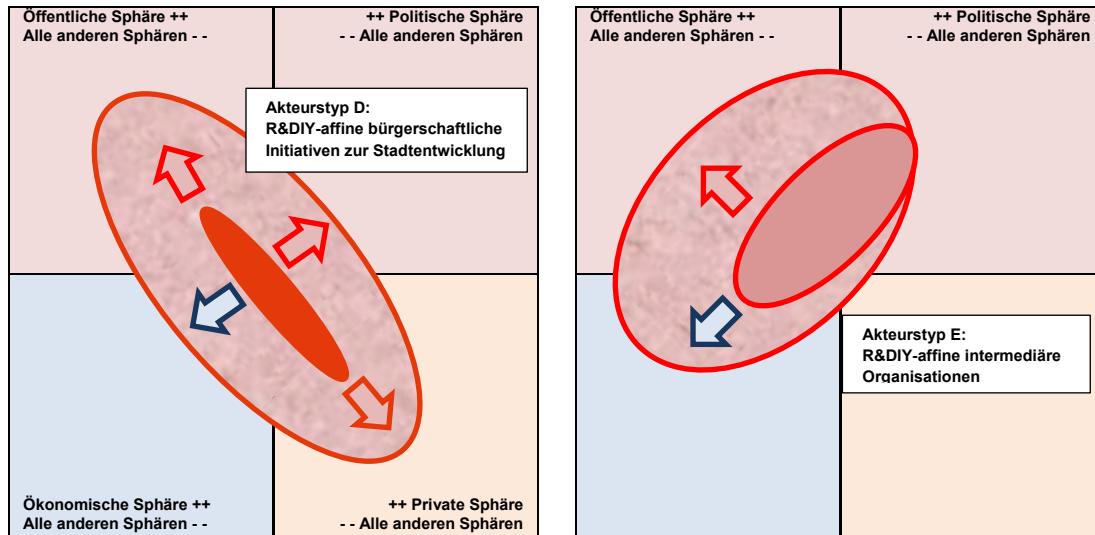 Öffentliche Sphäre ++
Alle anderen Sphären - -
++ Politische Sphäre
- - Alle anderen Sphären
Akteurstyp D:
R&DIY-affine bürgerschaftliche
Initiativen zur Stadtentwicklung
Ökonomische Sphäre ++
Alle anderen Sphären - -
++ Private Sphäre
- - Alle anderen Sphären
Öffentliche Sphäre ++
Alle anderen Sphären - -
++ Politische Sphäre
- - Alle anderen Sphären
Akteurstyp E:
R&DIY-affine intermediäre
Organisationen